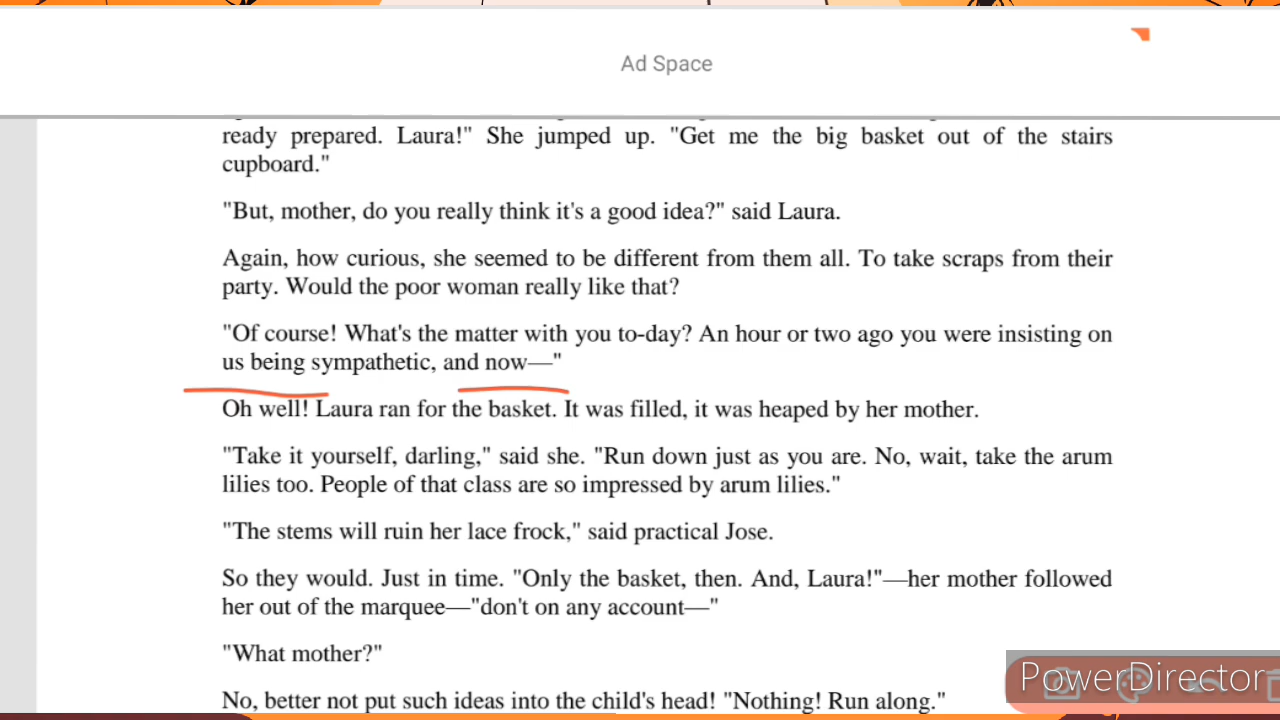 Ad Space
ready prepared. Laura!" She jumped up. "Get me the big basket out of the stairs
cupboard."
"But, mother, do you really think it's a good idea?" said Laura.
Again, how curious, she seemed to be different from them all. To take scraps from their
party. Would the poor woman really like that?
"Of course! What's the matter with you to-day? An hour or two ago you were insisting on
us being sympathetic, and now—"
Oh well! Laura ran for the basket. It was filled, it was heaped by her mother.
"Take it yourself, darling," said she. "Run down just as you are. No, wait, take the arum
lilies too. People of that class are so impressed by arum lilies."
"The stems will ruin her lace frock," said practical Jose.
So they would. Just in time. "Only the basket, then. And, Laura!"—her mother followed
her out of the marquee—"don't on any account—"
"What mother?"
No, better not put such ideas into the child's head! "Nothing! Run along."
PowerDirector